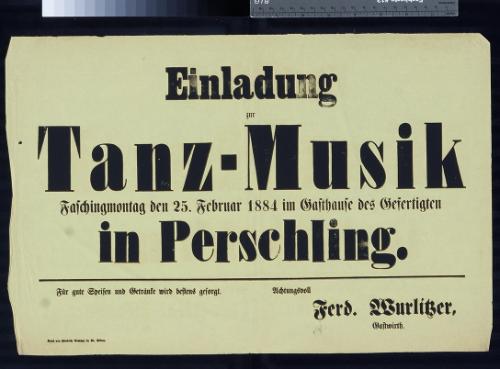 Einladung
zur
Tanz-Musik
Faschingmontag den 25. Februar 1884 im Gasthause des Gefertigten
in Perschling.
Für gute Speisen und Getränke wird bestens gesorgt. Achtungsvoll
Ferd. Wurlitzer,
Gastwirth.